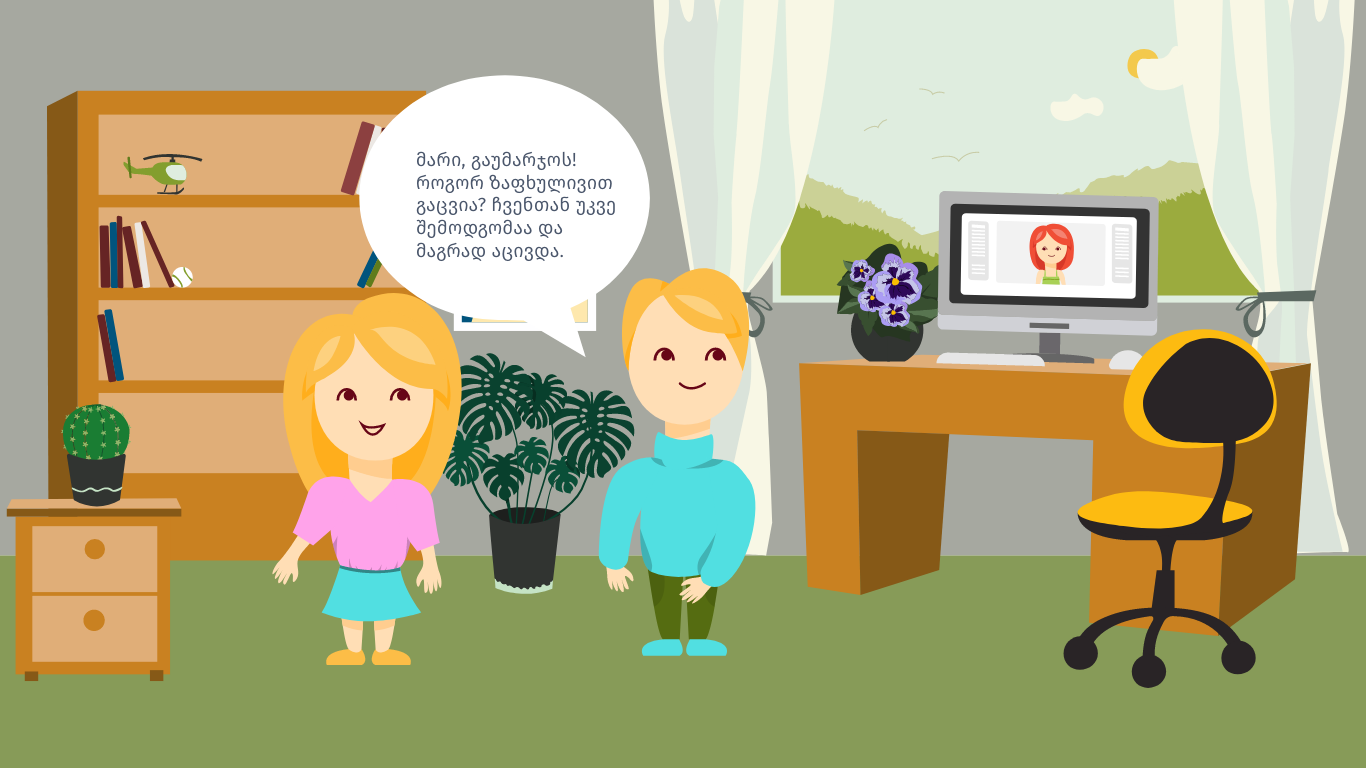 მარი, გაუმარჯოს!
როგორ ზაფხულივით
გაცვია? ჩვენთან უკვე
შემოდგომაა და
მაგრად აცივდა.